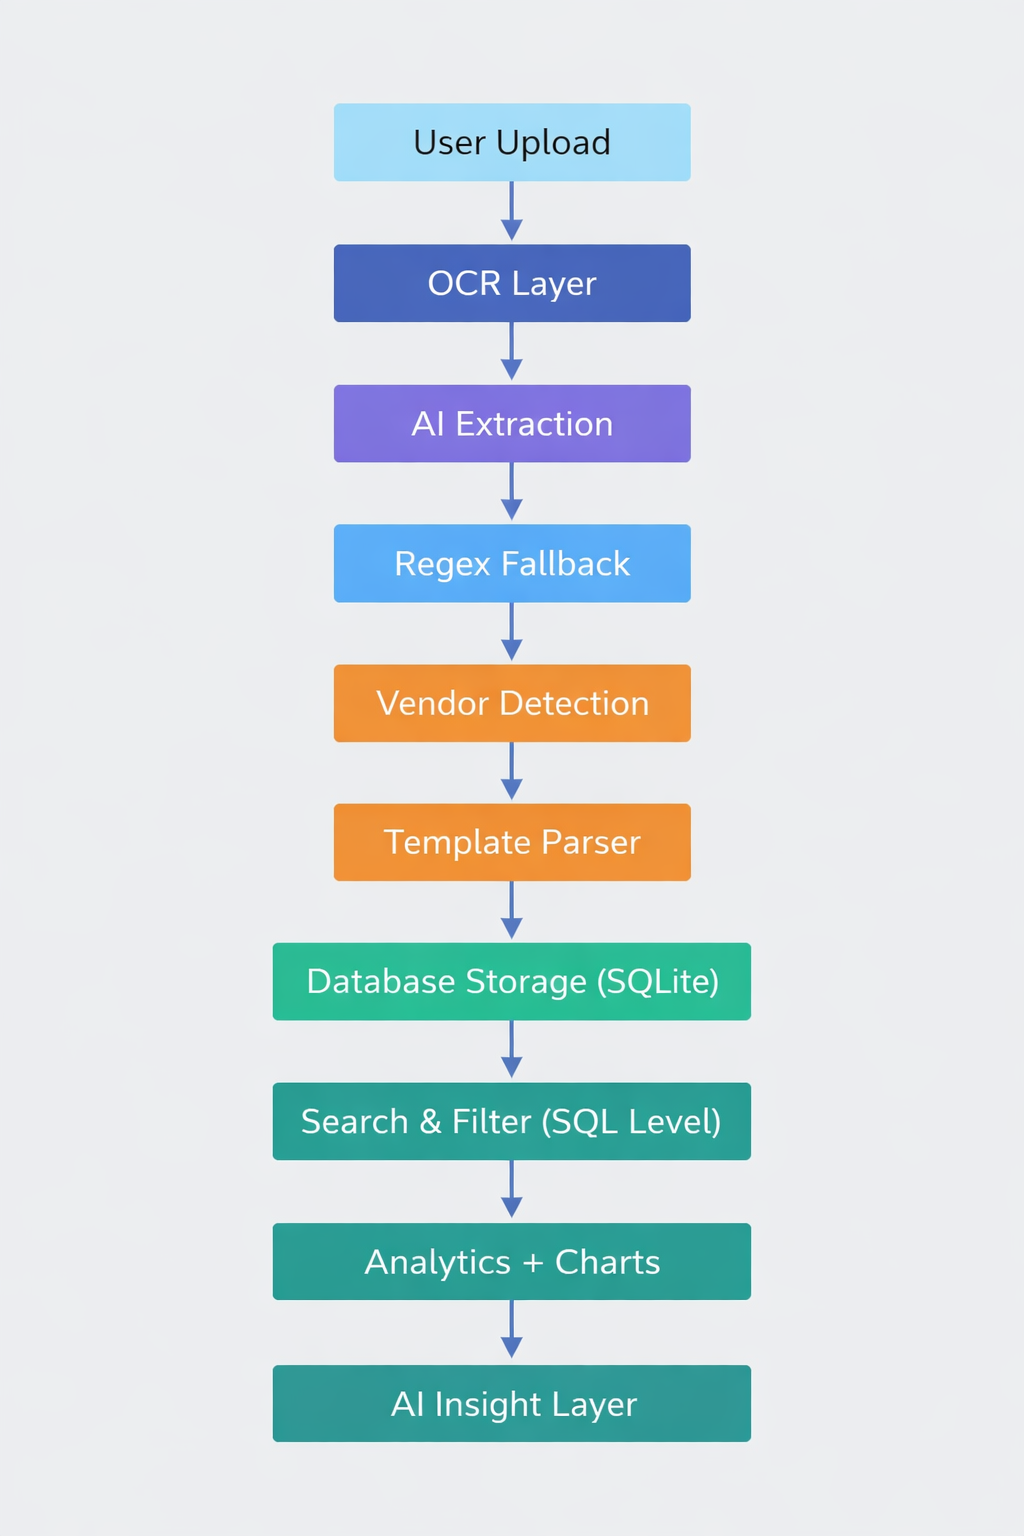 User Upload
OCR Layer
AI Extraction
Regex Fallback
Vendor Detection
Template Parser
Database Storage (SQLite)
Search & Filter (SQL Level)
Analytics + Charts
AI Insight Layer